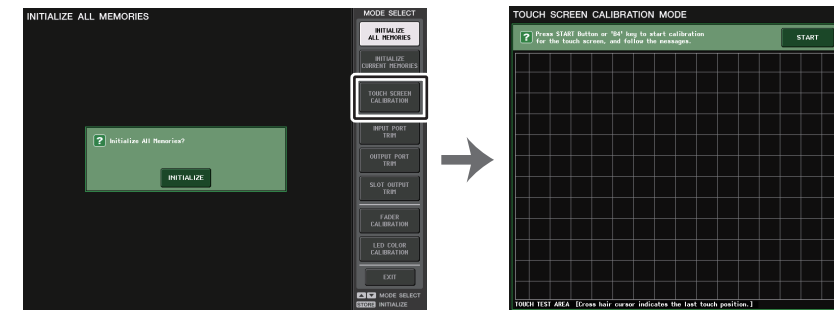 INITIALIZE ALL MEMORIES
? Initialize All Memories?
INITIALIZE
MODE SELECT
INITIALIZE
ALL MEMORIES
INITIALIZE
CURRENT MEMORIES
TOUCH SCREEN
CALIBRATION
INPUT PORT
TRIM
OUTPUT PORT
TRIM
SLOT OUTPUT
TRIM
FADER
CALIBRATION
LED COLOR
CALIBRATION
EXIT
MODE SELECT
STORE INITIALIZE
TOUCH SCREEN CALIBRATION MODE
? Press START Button or "B4" key to start calibration
for the touch screen, and follow the messages.
START
TOUCH TEST AREA [Cross hair cursor indicates the last touch position.]